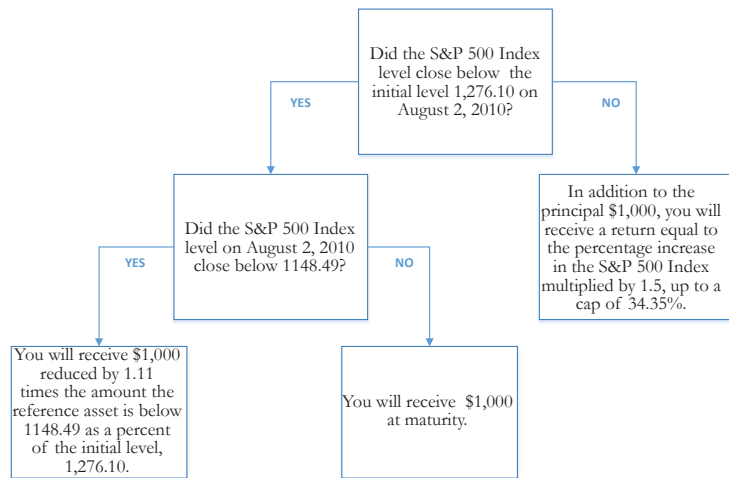 Did the S&P 500 Index
level close below the
initial level 1,276.10 on
August 2, 2010?
YES
NO
Did the S&P 500 Index
level on August 2, 2010
close below 1148.49?
In addition to the
principal $1,000, you will
receive a return equal to
the percentage increase
in the S&P 500 Index
multiplied by 1.5, up to a
cap of 34.35%.
YES
NO
You will receive $1,000
reduced by 1.11
times the amount the
reference asset is below
1148.49 as a percent
of the initial level,
1,276.10.
You will receive $1,000
at maturity.